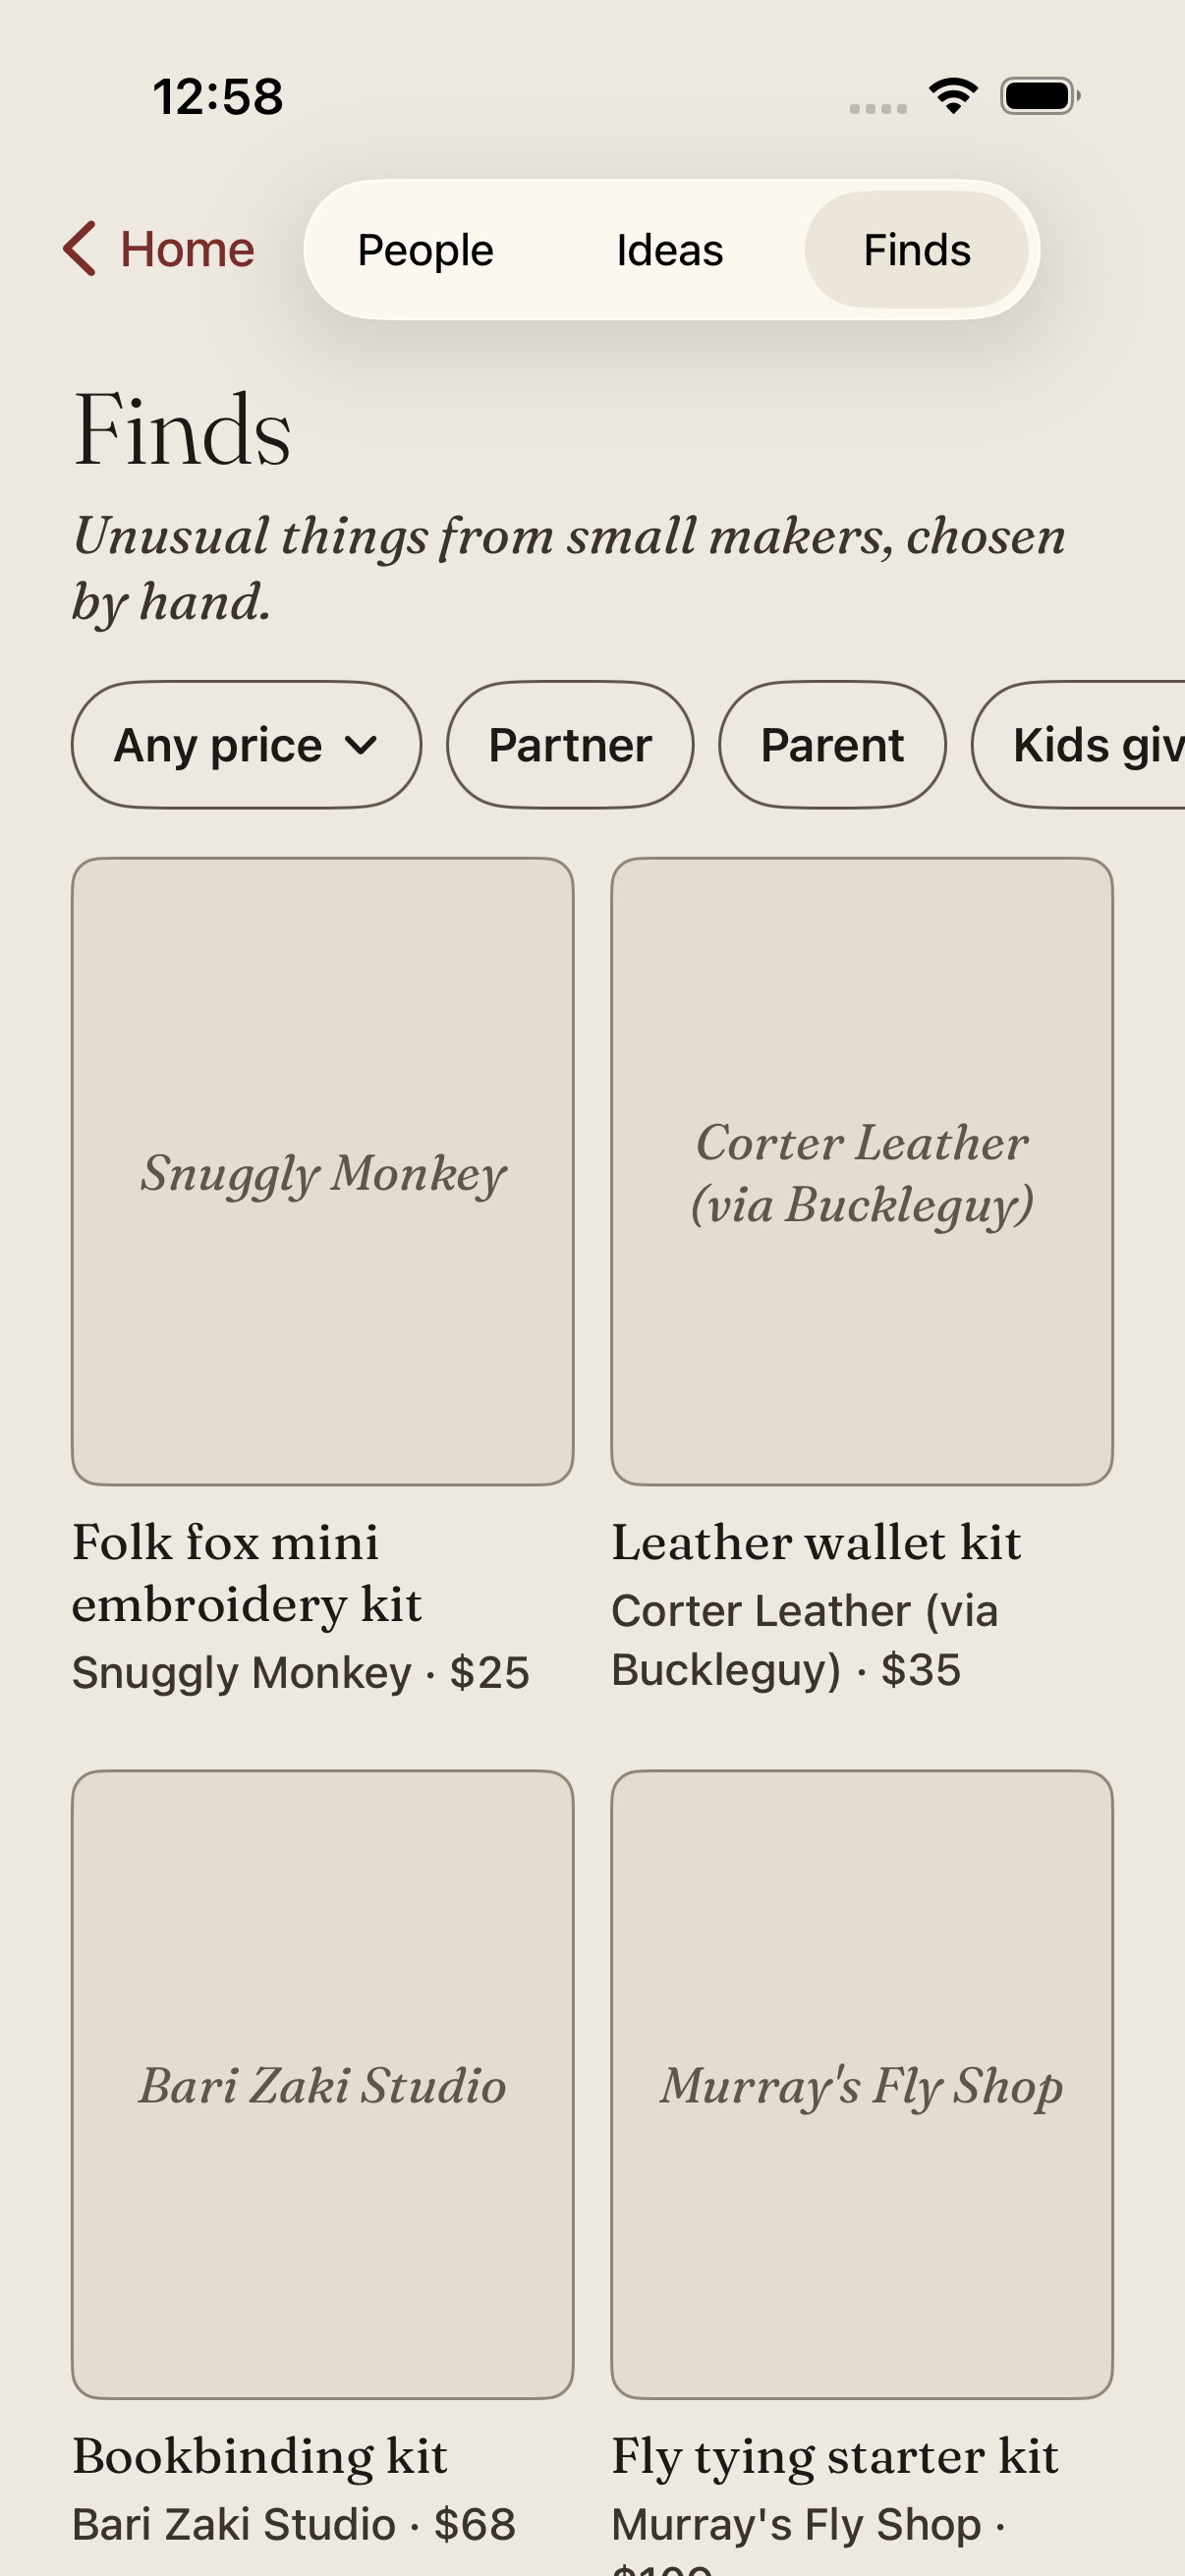 12:58
Home
People
Ideas
Finds
Finds
Unusual things from small makers, chosen
by hand.
Any price
Partner
Parent
Kids giv
Snuggly Monkey
Corter Leather
(via Buckleguy)
Folk fox mini
embroidery kit
Snuggly Monkey · $25
Leather wallet kit
Corter Leather (via
Buckleguy) · $35
Bari Zaki Studio
Murray's Fly Shop
Bookbinding kit
Bari Zaki Studio · $68
Fly tying starter kit
Murray's Fly Shop ·